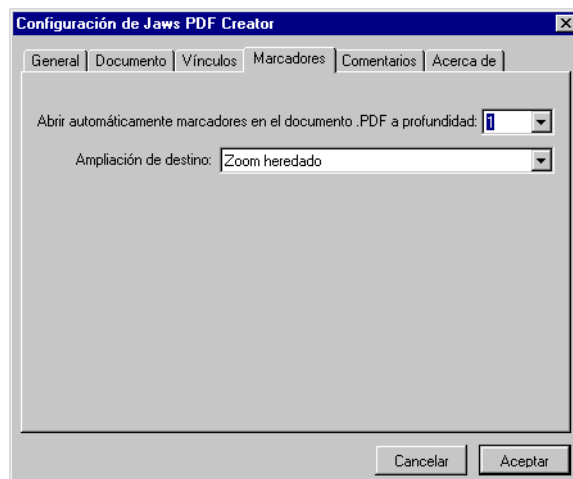 Configuración de Jaws PDF Creator
General Documento Vínculos Marcadores Comentarios Acerca de
Abrir automáticamente marcadores en el documento .PDF a profundidad: 1
Ampliación de destino: Zoom heredado
Cancelar Aceptar